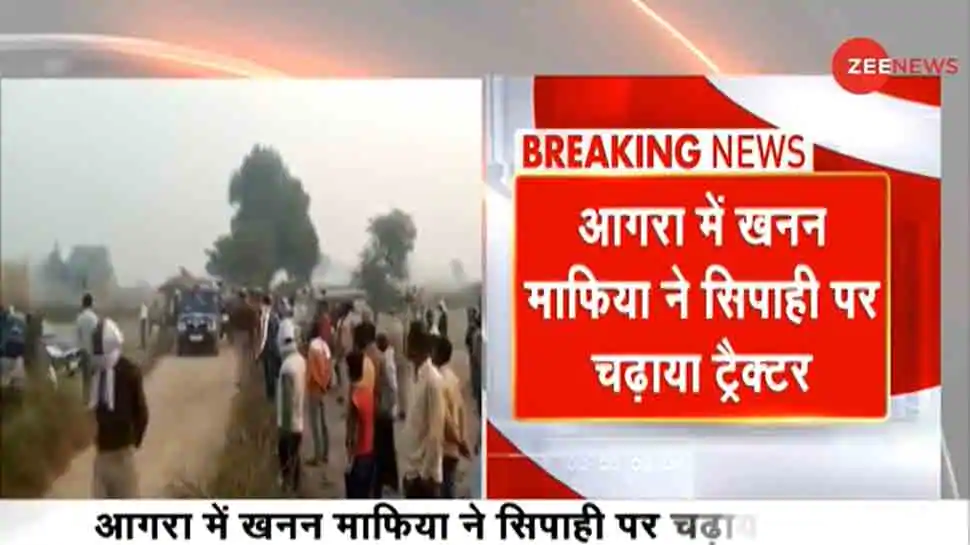 ZEENEWS
BREAKING NEWS
आगरा में खनन
माफिया ने सिपाही पर
चढ़ाया ट्रैक्टर
आगरा में खनन माफिया ने सिपाही पर